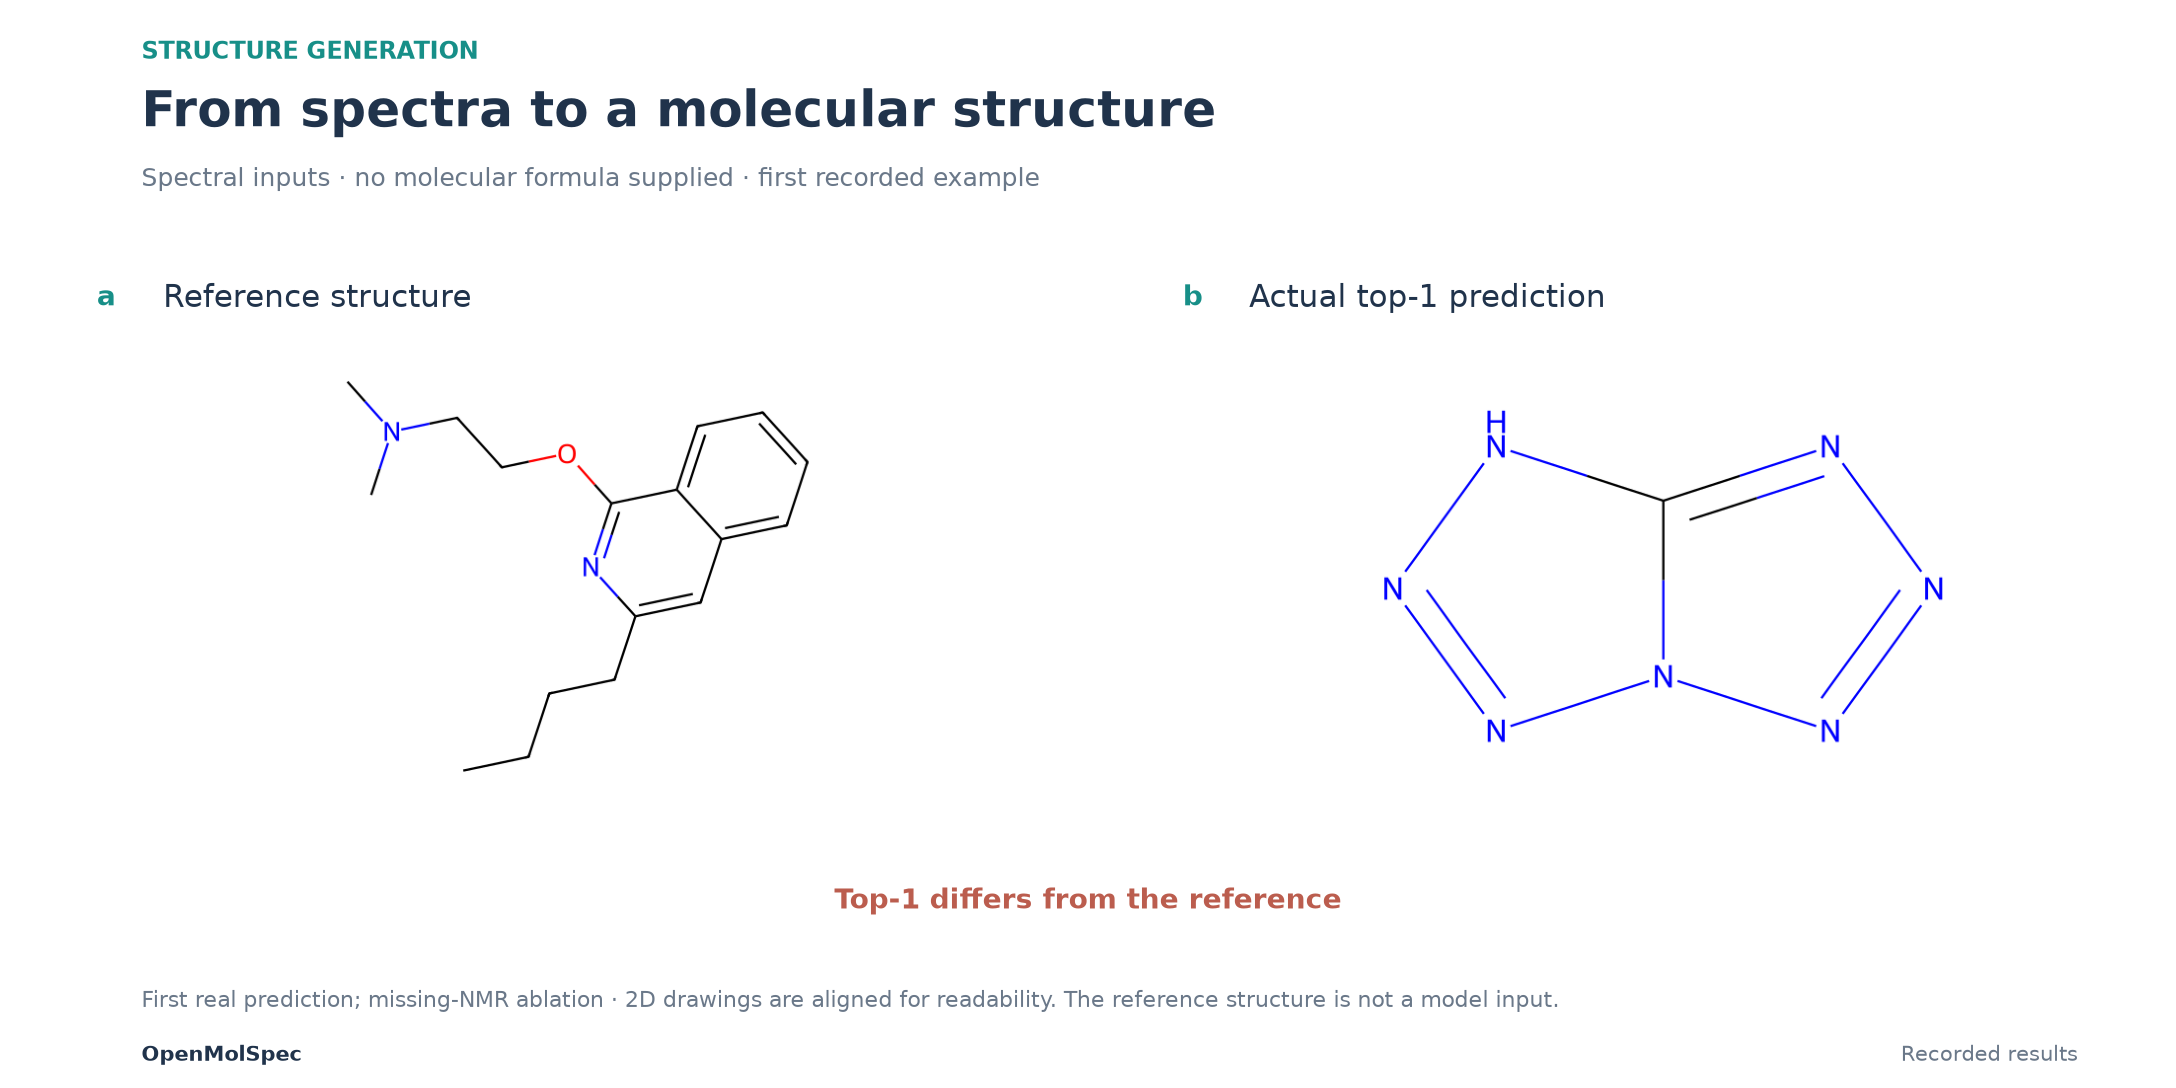 STRUCTURE GENERATION
From spectra to a molecular structure
Spectral inputs · no molecular formula supplied · first recorded example
a Reference structure
b Actual top-1 prediction
N
O
N
H
N
N
N
N
N
N
N
Top-1 differs from the reference
First real prediction; missing-NMR ablation · 2D drawings are aligned for readability. The reference structure is not a model input.
OpenMolSpec
Recorded results